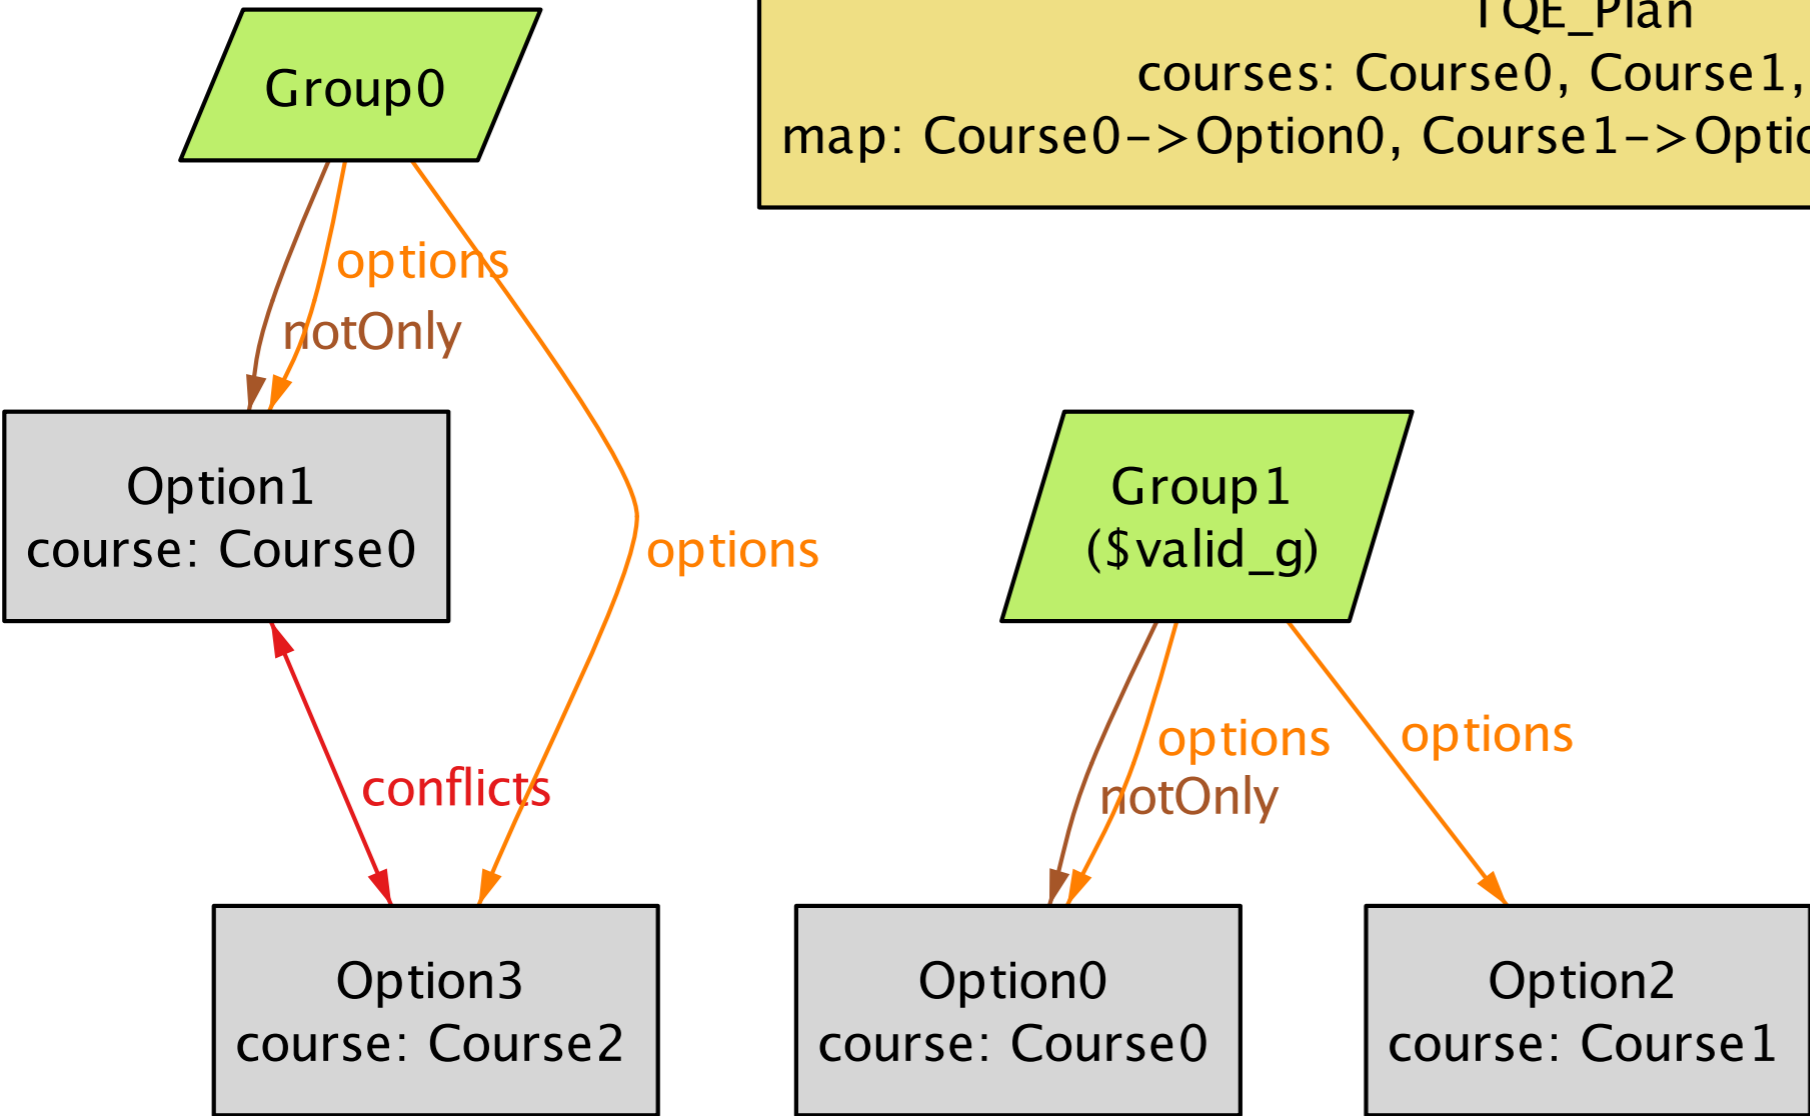 TQE_Plan
courses: Course0, Course1,
map: Course0->Option0, Course1->
Group0
options
notOnly
Option1
course: Course0
options
Group1
($valid_g)
conflicts
options
options
notOnly
Option3
course: Course2
Option0
course: Course0
Option2
course: Course1